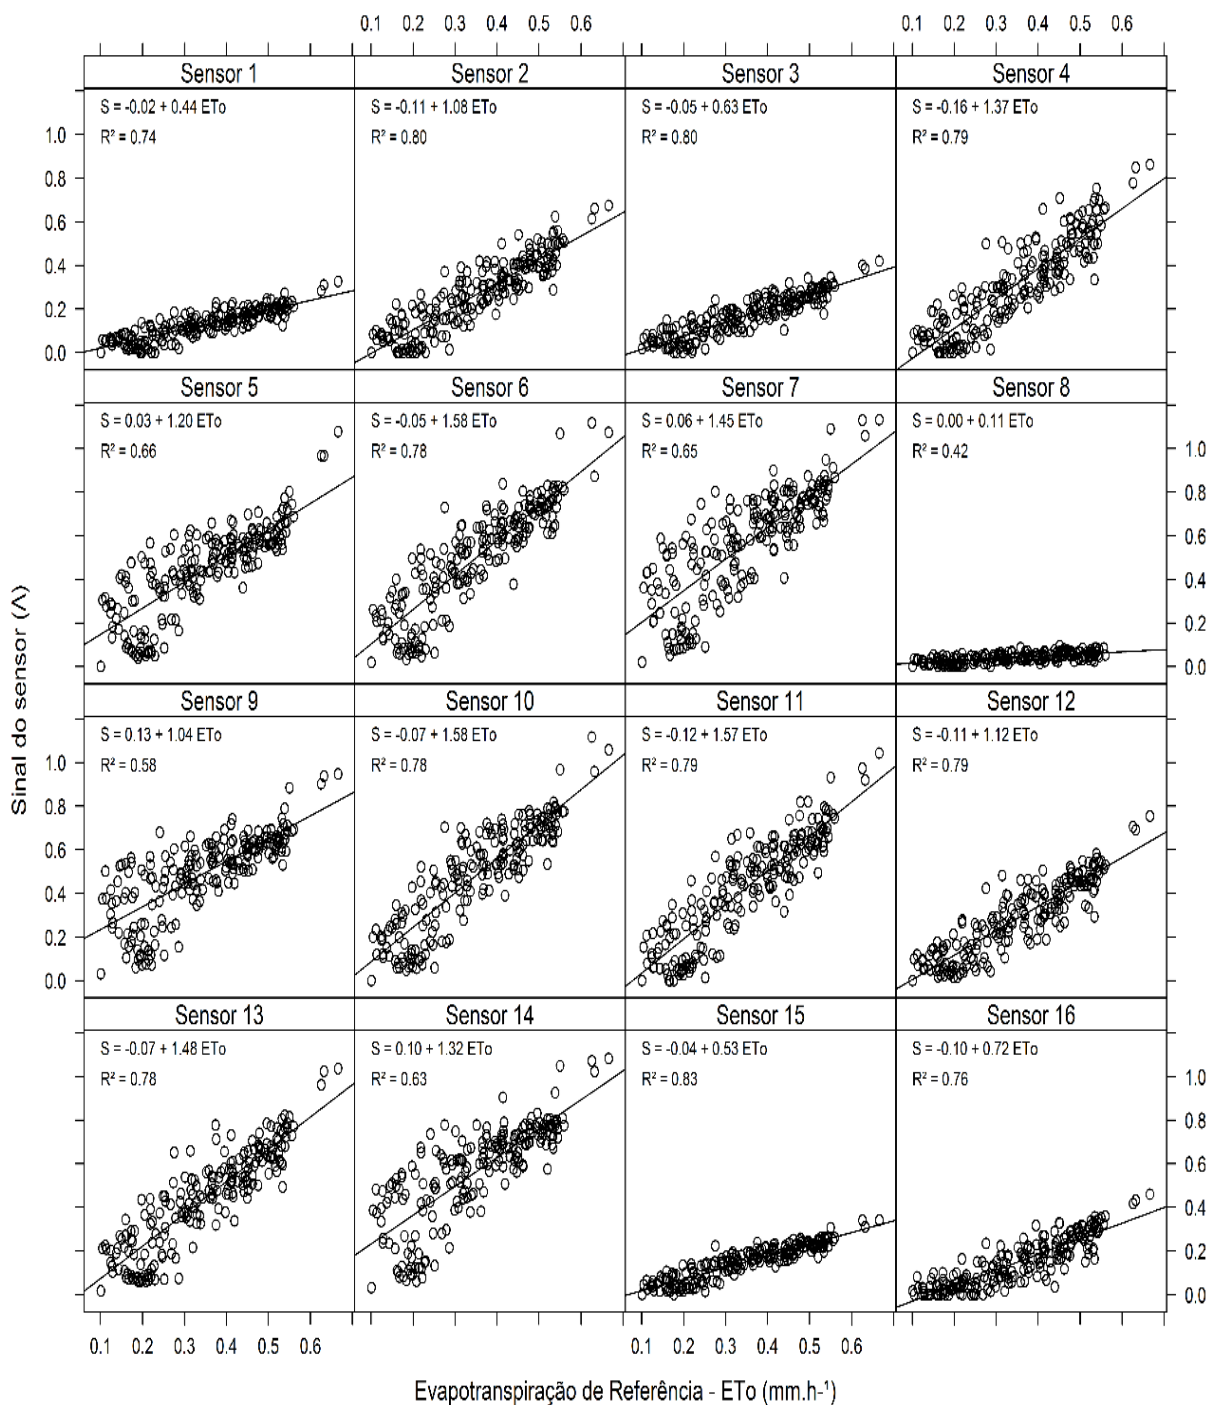 0.1 0.2 0.3 0.4 0.5 0.6
Sensor 1 Sensor 2 Sensor 3 Sensor 4
S = -0.02 + 0.44 ETo S = -0.11 + 1.08 ETo S = -0.05 + 0.63 ETo S = -0.16 + 1.37 ETo
R² = 0.74 R² = 0.80 R² = 0.80 R² = 0.79
1.0
0.8
0.6
0.4
0.2
0.0
Sensor 5 Sensor 6 Sensor 7 Sensor 8
S = 0.03 + 1.20 ETo S = -0.05 + 1.58 ETo S = 0.06 + 1.45 ETo S = 0.00 + 0.11 ETo
R² = 0.66 R² = 0.78 R² = 0.65 R² = 0.42
1.0
0.8
0.6
0.4
0.2
0.0
Sensor 9 Sensor 10 Sensor 11 Sensor 12
S = 0.13 + 1.04 ETo S = -0.07 + 1.58 ETo S = -0.12 + 1.57 ETo S = -0.11 + 1.12 ETo
R² = 0.58 R² = 0.78 R² = 0.79 R² = 0.79
1.0
0.8
0.6
0.4
0.2
0.0
Sensor 13 Sensor 14 Sensor 15 Sensor 16
S = -0.07 + 1.48 ETo S = 0.10 + 1.32 ETo S = -0.04 + 0.53 ETo S = -0.10 + 0.72 ETo
R² = 0.78 R² = 0.63 R² = 0.83 R² = 0.76
1.0
0.8
0.6
0.4
0.2
0.0
0.1 0.2 0.3 0.4 0.5 0.6 0.1 0.2 0.3 0.4 0.5 0.6
Sinal do sensor (Λ)
Evapotranspiração de Referência - ETo (mm.h-¹)